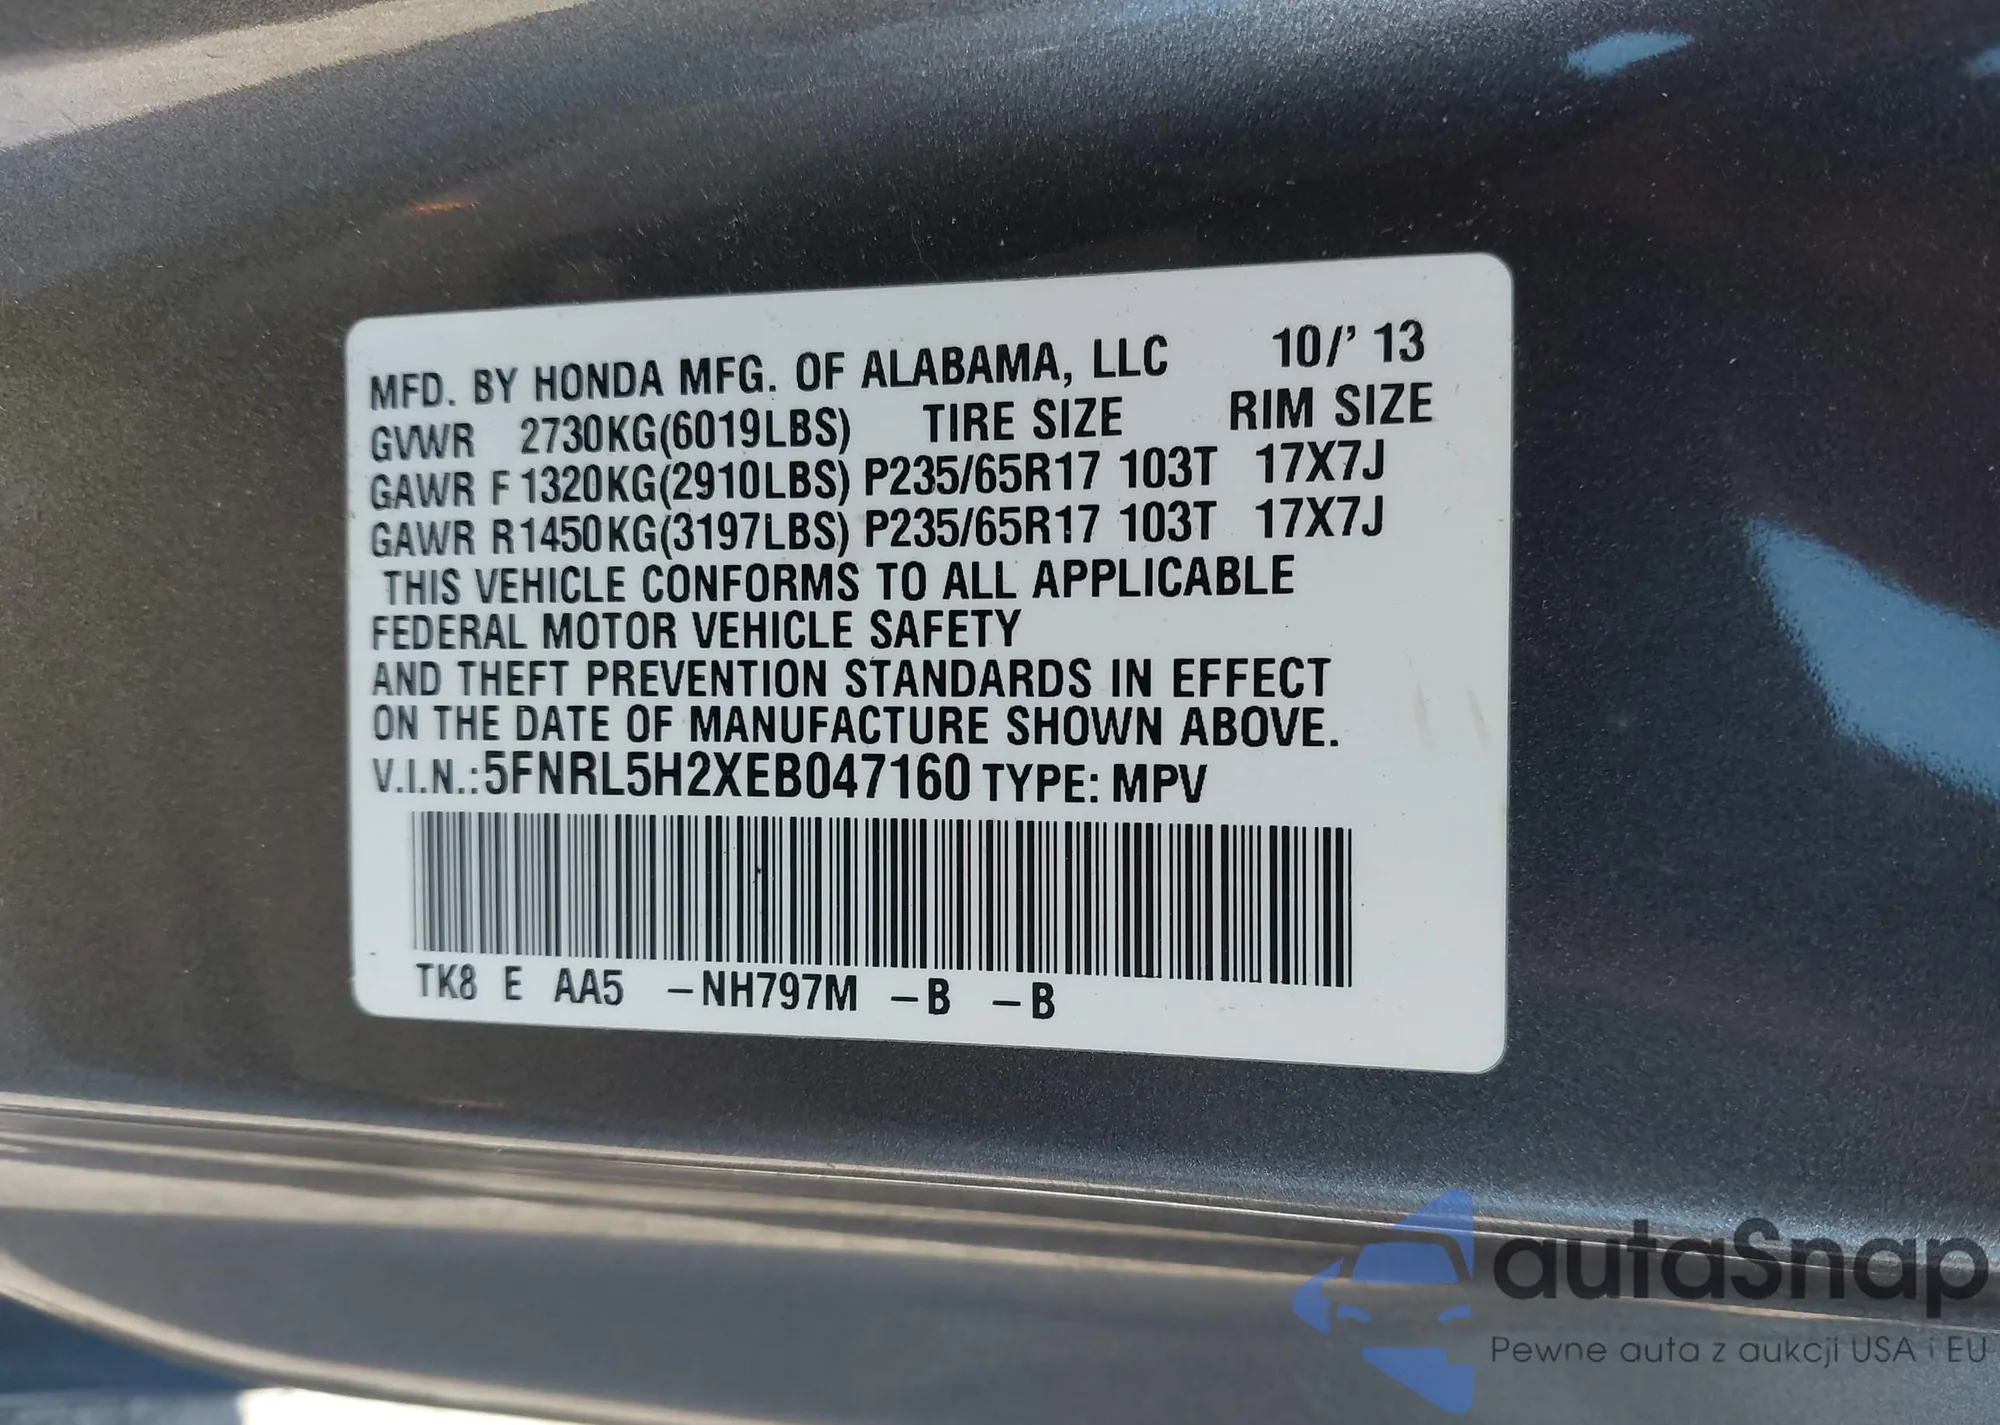 MFD. BY HONDA MFG. OF ALABAMA, LLC 10/' 13
GVWR 2730KG(6019LBS) TIRE SIZE RIM SIZE
GAWR F 1320KG(2910LBS) P235/65R17 103T 17X7J
GAWR R1450KG(3197LBS) P235/65R17 103T 17X7J
THIS VEHICLE CONFORMS TO ALL APPLICABLE
FEDERAL MOTOR VEHICLE SAFETY
AND THEFT PREVENTION STANDARDS IN EFFECT
ON THE DATE OF MANUFACTURE SHOWN ABOVE.
V.I.N.:5FNRL5H2XEB047160 TYPE: MPV
TK8 E AA5 -NH797M -B -B
autaSnap
Pewne auta z aukcji USA i EU